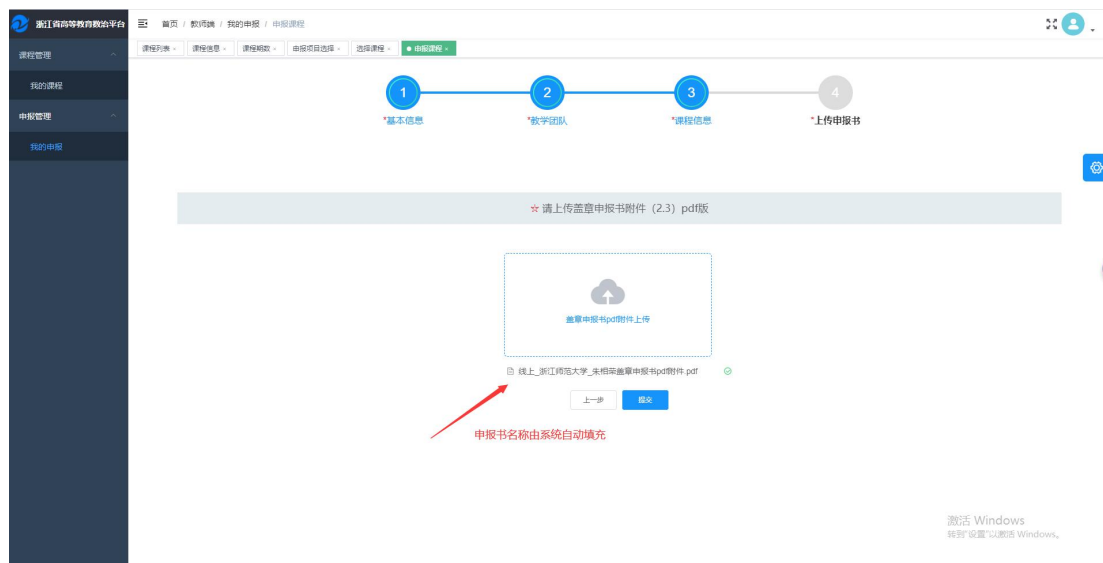 浙江省高等教育数治平台
首页 / 教师端 / 我的申报 / 申报课程
课程列表 × 课程信息 × 课程期数 × 申报项目选择 × 选择课程 × ● 申报课程 ×
课程管理
我的课程
申报管理
我的申报
1 2 3 4
*基本信息 *教学团队 *课程信息 *上传申报书
☆ 请上传盖章申报书附件（2.3）pdf版
盖章申报书pdf附件上传
线上_浙江师范大学_朱相荣盖章申报书pdf附件.pdf
上一步 提交
申报书名称由系统自动填充
激活 Windows
转到"设置"以激活 Windows。